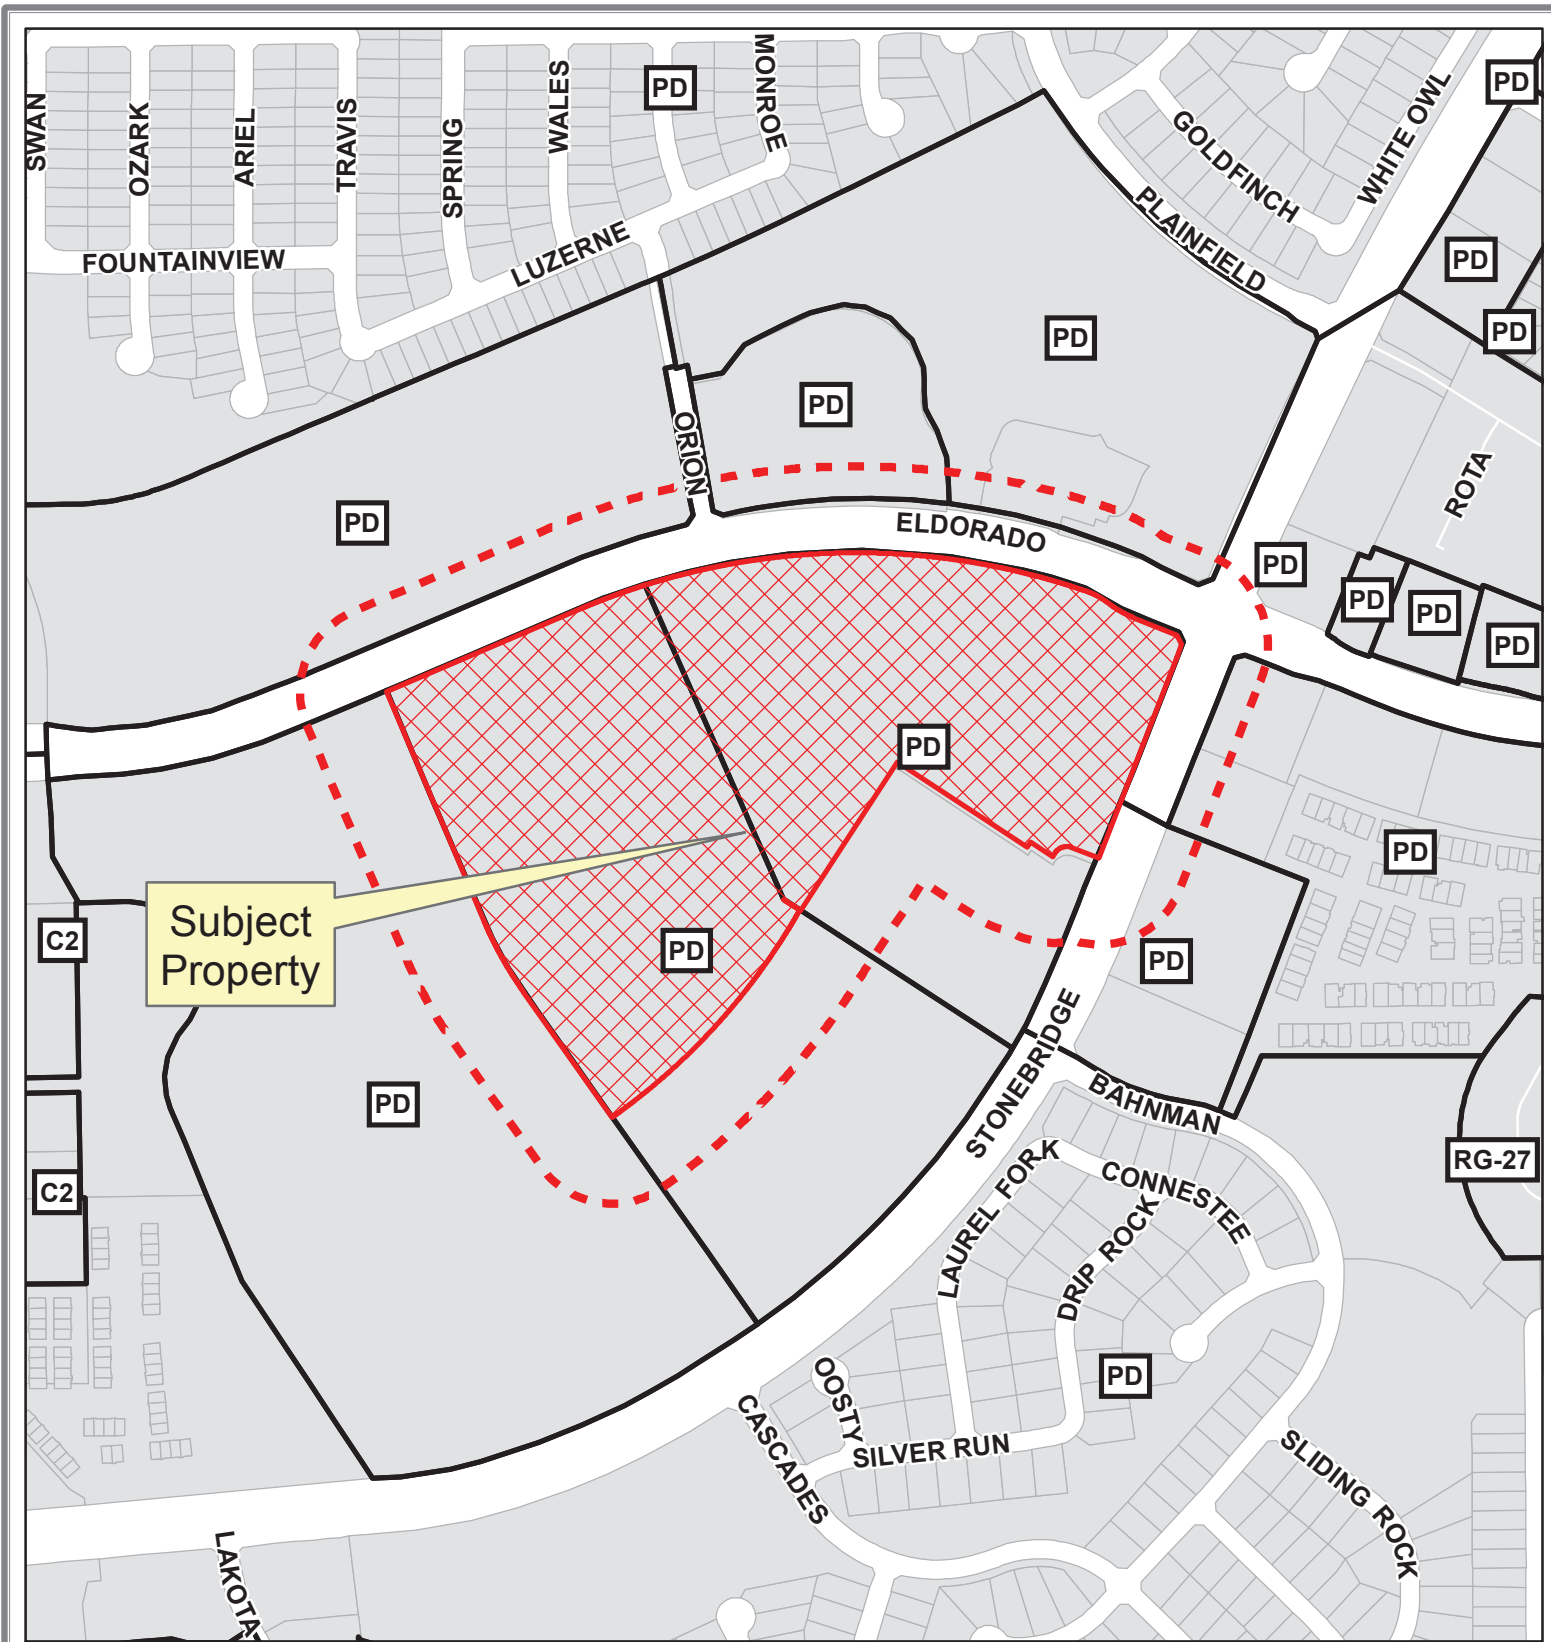 SWAN
OZARK
ARIEL
TRAVIS
SPRING
WALES
PD
MONROE
GOLDFINCH
WHITE OWL
PD
FOUNTAINVIEW
LUZERNE
PLAINFIELD
PD
PD
PD
PD
ORION
ROTA
PD
ELDORADO
PD
PD
PD
PD
PD
PD
Subject
Property
C2
PD
PD
PD
STONEBRIDGE
BAHNMAN
RG-27
C2
LAUREL FORK
CONNESTEE
DRIP ROCK
PD
OOSTY
CASCADES
SILVER RUN
SLIDING ROCK
LAKOTA